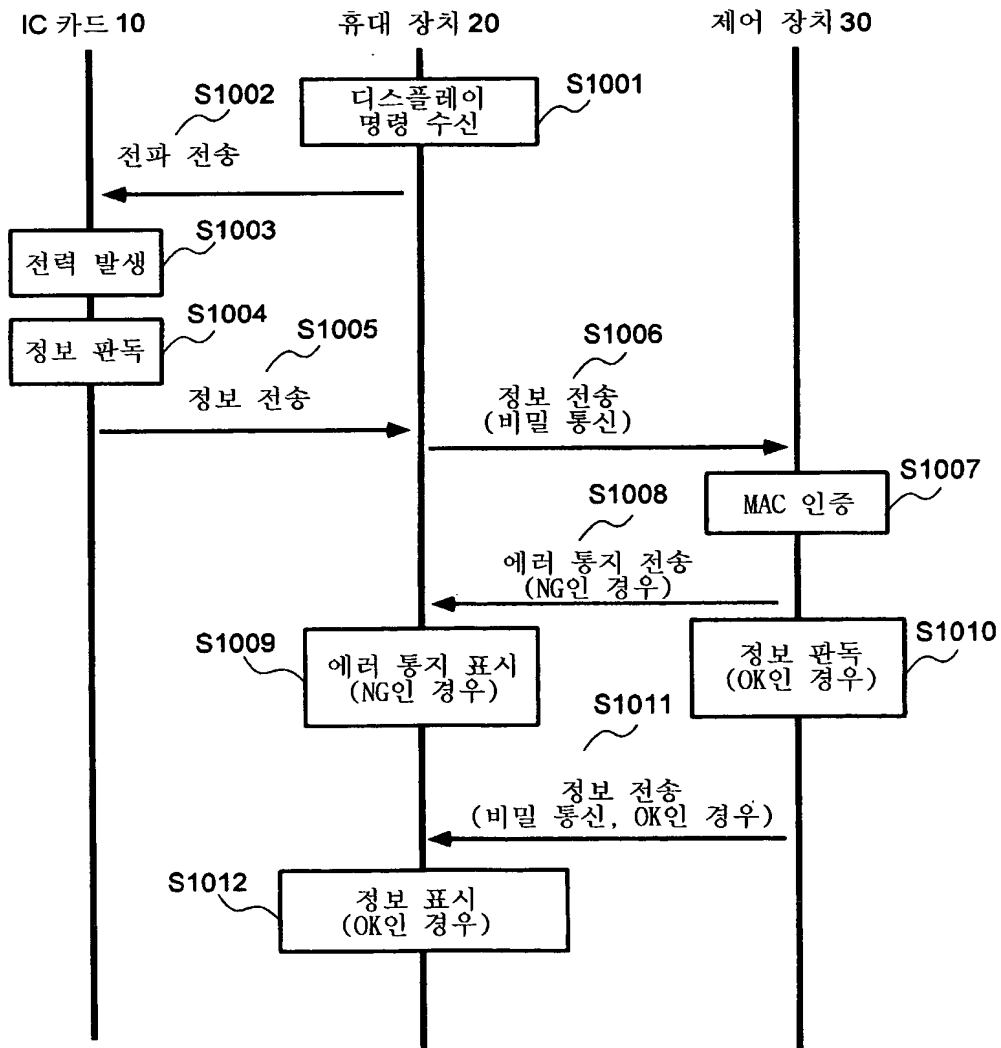 IC 카드 10
휴대 장치 20
제어 장치 30
S1001
디스플레이
명령 수신
S1002
전파 전송
S1003
전력 발생
S1004
정보 판독
S1005
정보 전송
S1006
정보 전송
(비밀 통신)
S1007
MAC 인증
S1008
에러 통지 전송
(NG인 경우)
S1009
에러 통지 표시
(NG인 경우)
S1010
정보 판독
(OK인 경우)
S1011
정보 전송
(비밀 통신, OK인 경우)
S1012
정보 표시
(OK인 경우)